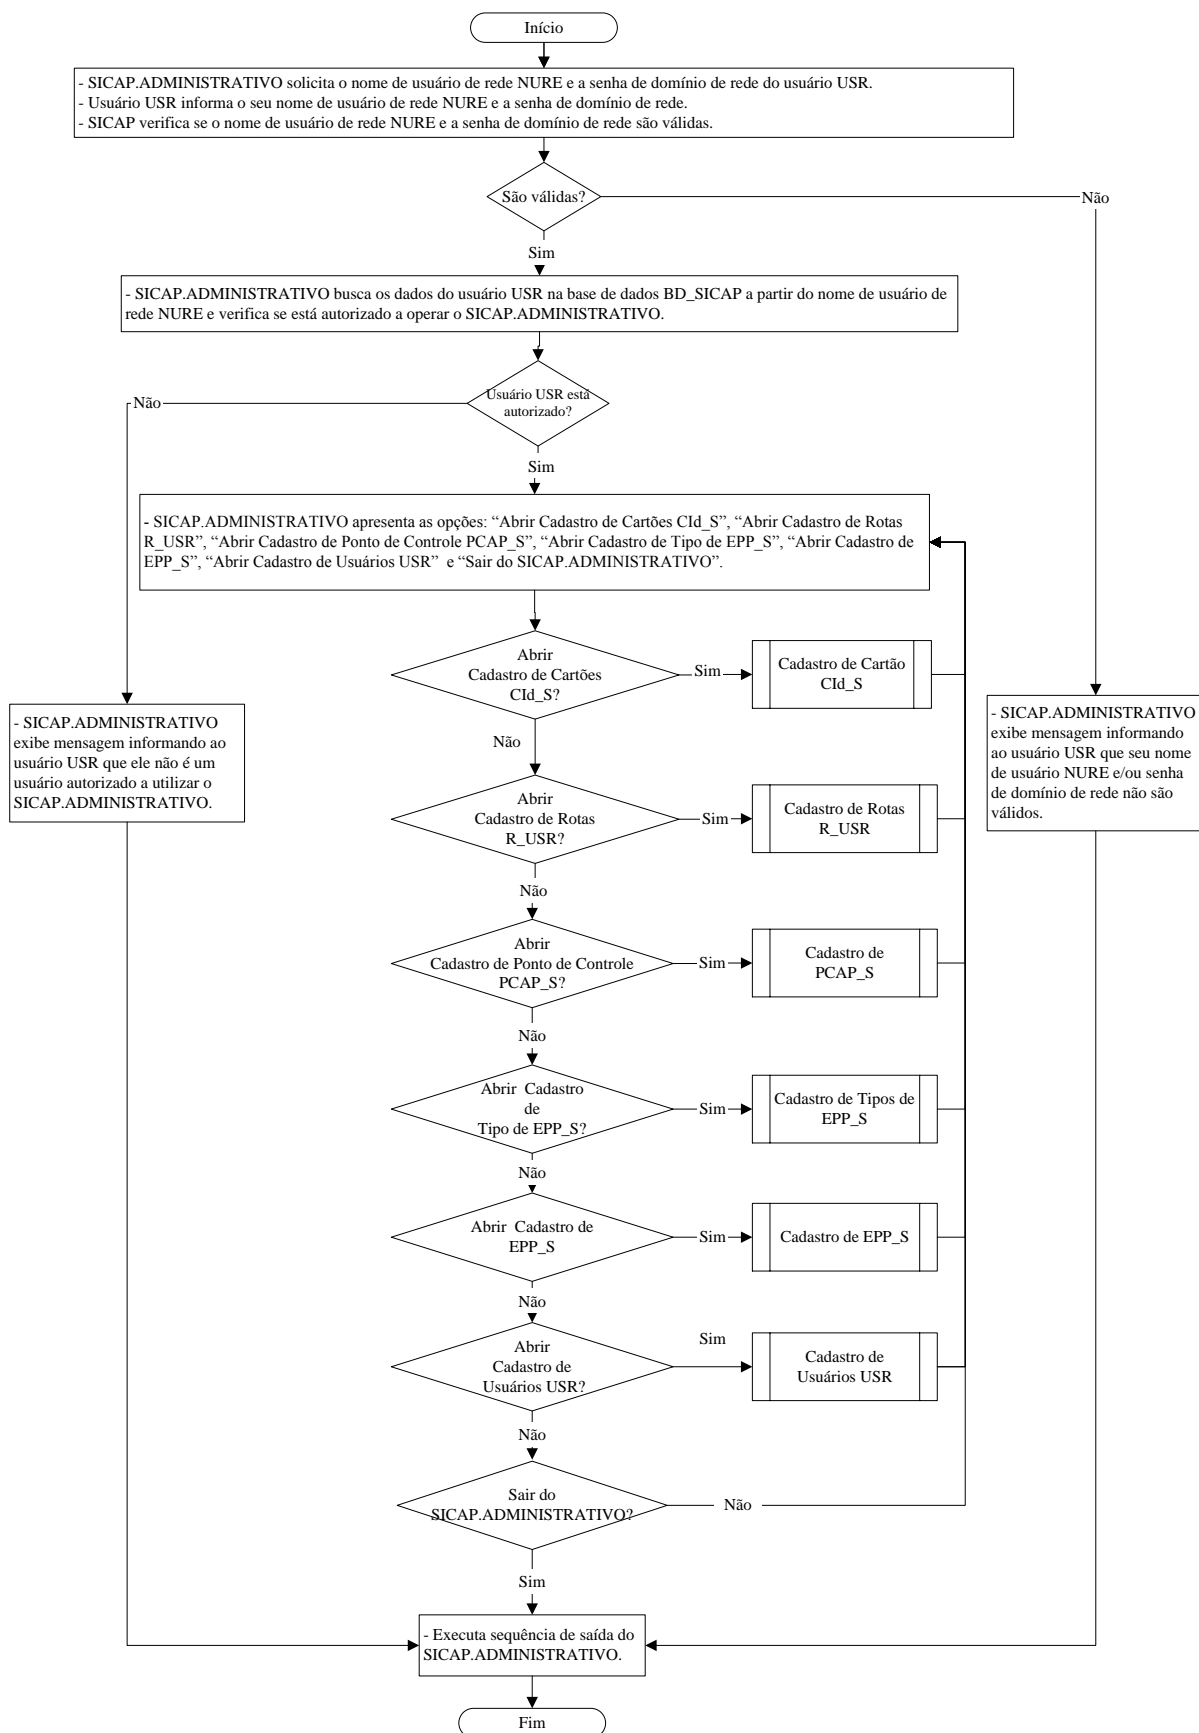 Início
- SICAP.ADMINISTRATIVO solicita o nome de usuário de rede NURE e a senha de domínio de rede do usuário USR.
- Usuário USR informa o seu nome de usuário de rede NURE e a senha de domínio de rede.
- SICAP verifica se o nome de usuário de rede NURE e a senha de domínio de rede são válidas.
São válidas?
Não
Sim
- SICAP.ADMINISTRATIVO busca os dados do usuário USR na base de dados BD_SICAP a partir do nome de usuário de
rede NURE e verifica se está autorizado a operar o SICAP.ADMINISTRATIVO.
Usuário USR está
autorizado?
Não
Sim
- SICAP.ADMINISTRATIVO apresenta as opções: “Abrir Cadastro de Cartões CId_S”, “Abrir Cadastro de Rotas
R_USR”, “Abrir Cadastro de Ponto de Controle PCAP_S”, “Abrir Cadastro de Tipo de EPP_S”, “Abrir Cadastro de
EPP_S”, “Abrir Cadastro de Usuários USR”  e “Sair do SICAP.ADMINISTRATIVO”.
Abrir
Cadastro de Cartões
CId_S?
Sim
Cadastro de Cartão
CId_S
Não
- SICAP.ADMINISTRATIVO
exibe mensagem informando ao
usuário USR que ele não é um
usuário autorizado a utilizar o
SICAP.ADMINISTRATIVO.
- SICAP.ADMINISTRATIVO
exibe mensagem informando
ao usuário USR que seu nome
de usuário NURE e/ou senha
de domínio de rede não são
válidos.
Abrir
Cadastro de Rotas
R_USR?
Sim
Cadastro de Rotas
R_USR
Não
Abrir
Cadastro de Ponto de Controle
PCAP_S?
Sim
Cadastro de
PCAP_S
Não
Abrir  Cadastro
de
Tipo de EPP_S?
Sim
Cadastro de Tipos de
EPP_S
Não
Abrir  Cadastro de
EPP_S
Sim
Cadastro de EPP_S
Não
Abrir
Cadastro de
Usuários USR?
Sim
Cadastro de
Usuários USR
Não
Sair do
SICAP.ADMINISTRATIVO?
Não
Sim
- Executa sequência de saída do
SICAP.ADMINISTRATIVO.
Fim